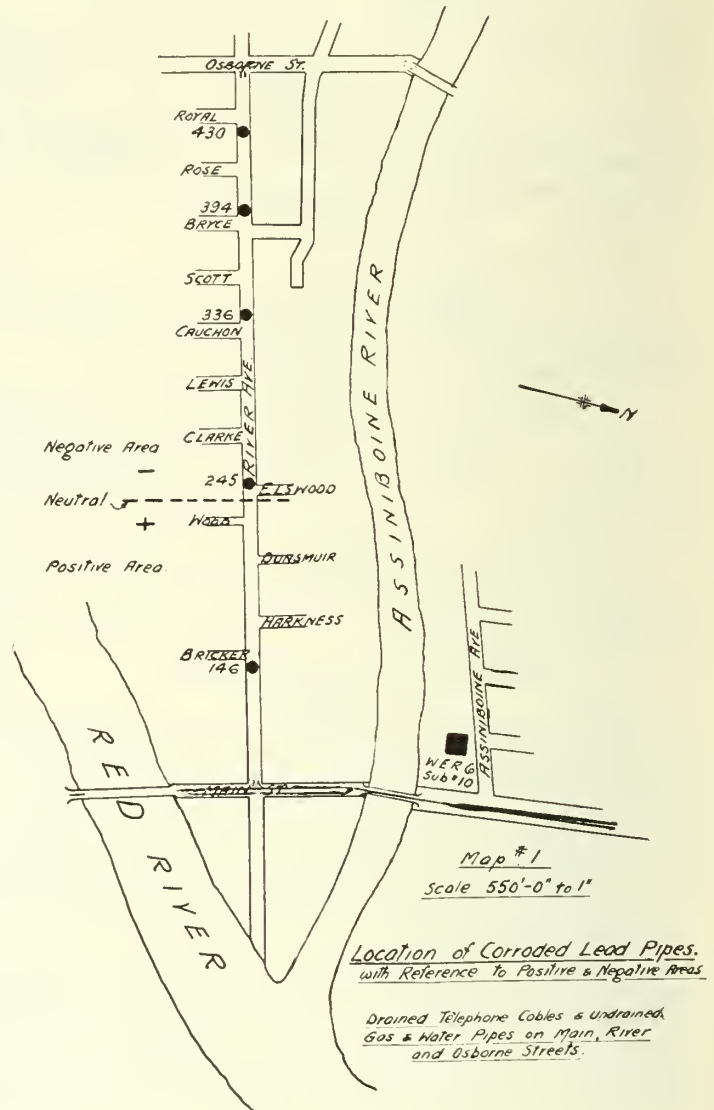 OSBORNE ST.
ROYAL
430
ROSE
394
BRYCE
SCOTT
336
CAUCHON
LEWIS
CLARKE
RIVER AVE.
ASSINIBOINE RIVER
N
Negative Area
-
245
ELSWOOD
Neutral
WOOD
+
DUNSMUIR
Positive Area
HARKNESS
BRICKER
146
ASSINIBOINE AVE
WER6
Sub #10
MAIN ST.
RED RIVER
Map #1
Scale 550'-0" to 1"
Location of Corroded Lead Pipes.
with Reference to Positive & Negative Areas
Drained Telephone Cables & Undrained
Gas & Water Pipes on Main, River
and Osborne Streets.